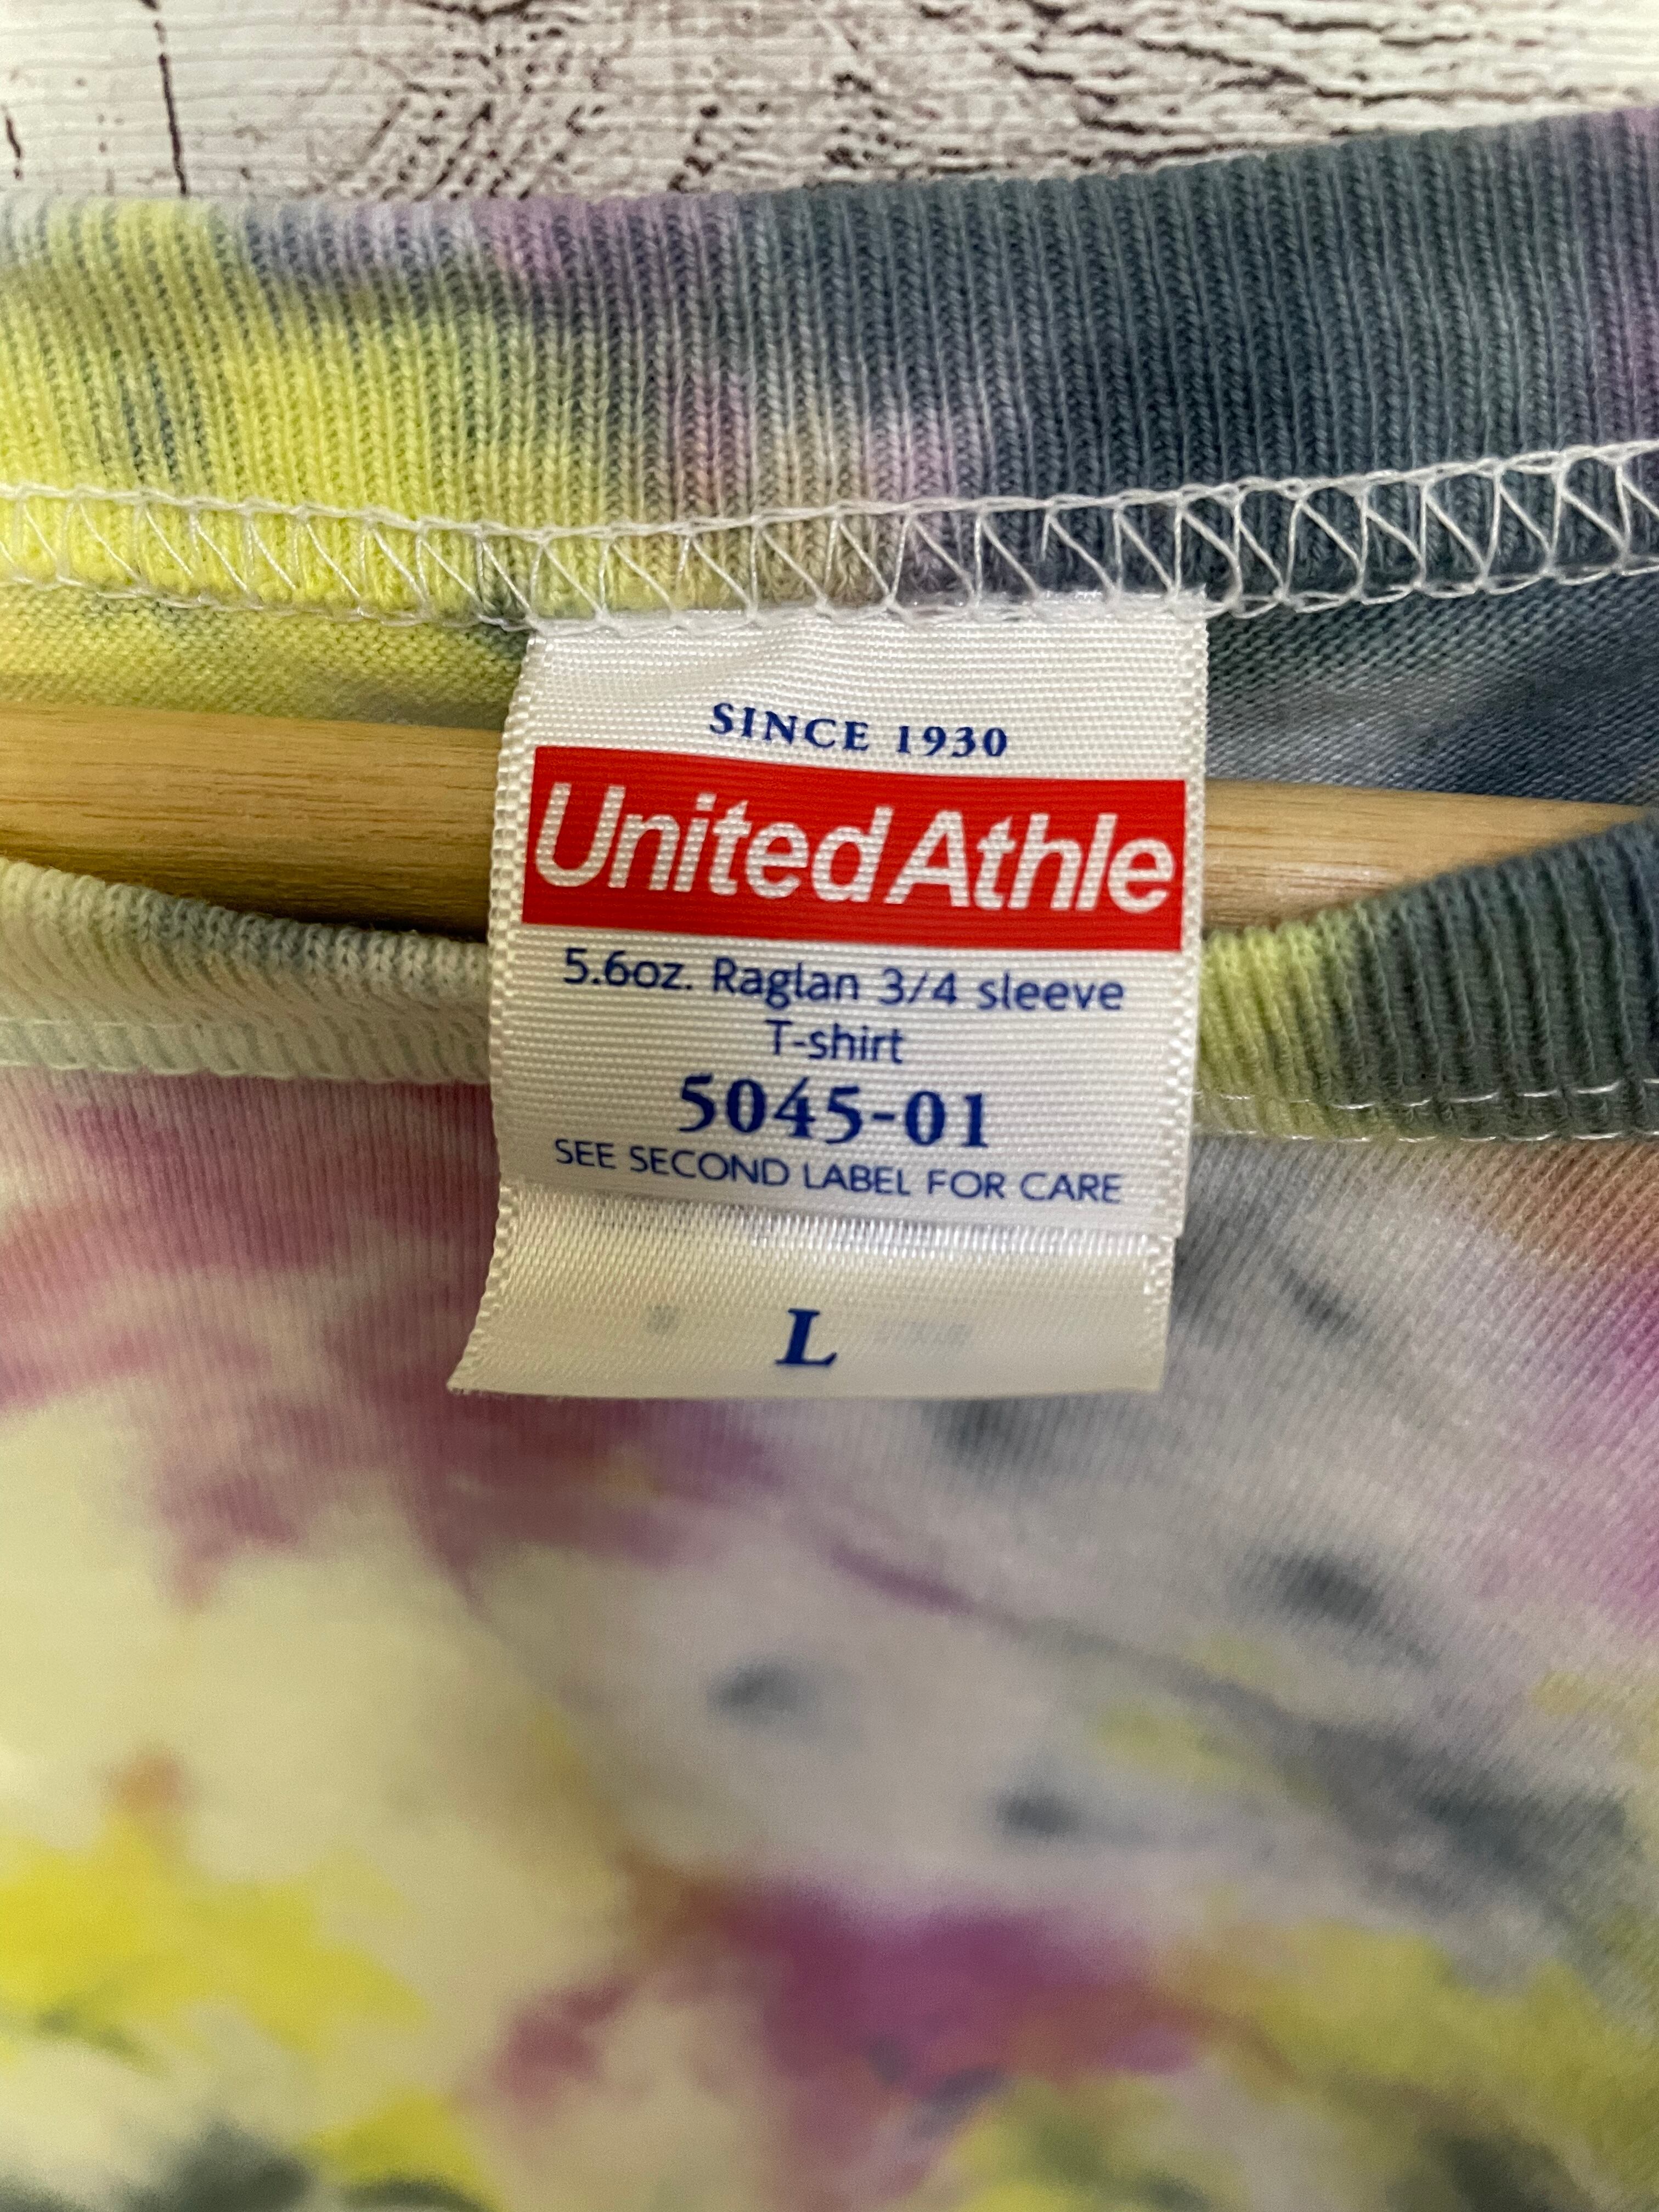 SINCE 1930
United Athle
5.6oz. Raglan 3/4 sleeve
T-shirt
5045-01
SEE SECOND LABEL FOR CARE
L